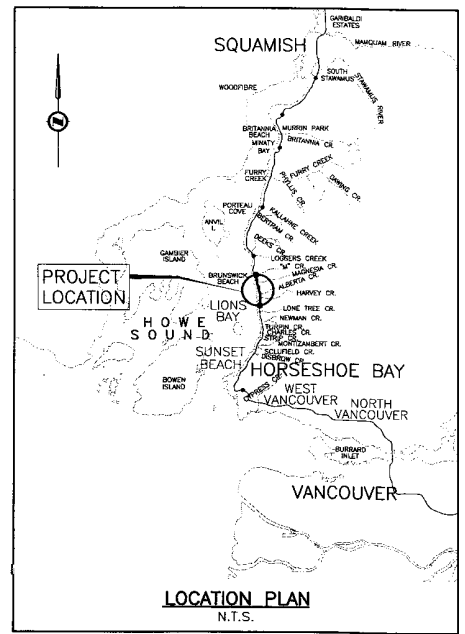 GARIBALDI
ESTATES
MAMQUAM RIVER
SQUAMISH
SOUTH
STAWAMUS
STAWAMUS
RIVER
WOODFIBRE
BRITANNIA
BEACH
MURRIN PARK
MINATY
BAY
BRITANNIA CR.
FURRY
CREEK
FURRY CREEK
PHYLLIS CR.
DAWING CR.
PORTEAU
COVE
KALLAHNE CREEK
BERTRAM CR.
ANVIL
I.
DEEKS CR.
GAMBIER
ISLAND
LOGGERS CREEK
"M" CR.
BRUNSWICK
BEACH
MAGNESIA CR.
ALBERTA CR.
PROJECT
LOCATION
HARVEY CR.
LIONS
BAY
LONE TREE CR.
NEWMAN CR.
HOWE
SOUND
TURPIN CR.
CHARLES CR.
STRIP CR.
MONTIZAMBERT CR.
SUNSET
BEACH
SCLUFIELD CR.
DISBROW CR.
HORSESHOE BAY
BOWEN
ISLAND
CYPRESS CR.
WEST
VANCOUVER
NORTH
VANCOUVER
BURRARD
INLET
VANCOUVER
LOCATION PLAN
N.T.S.